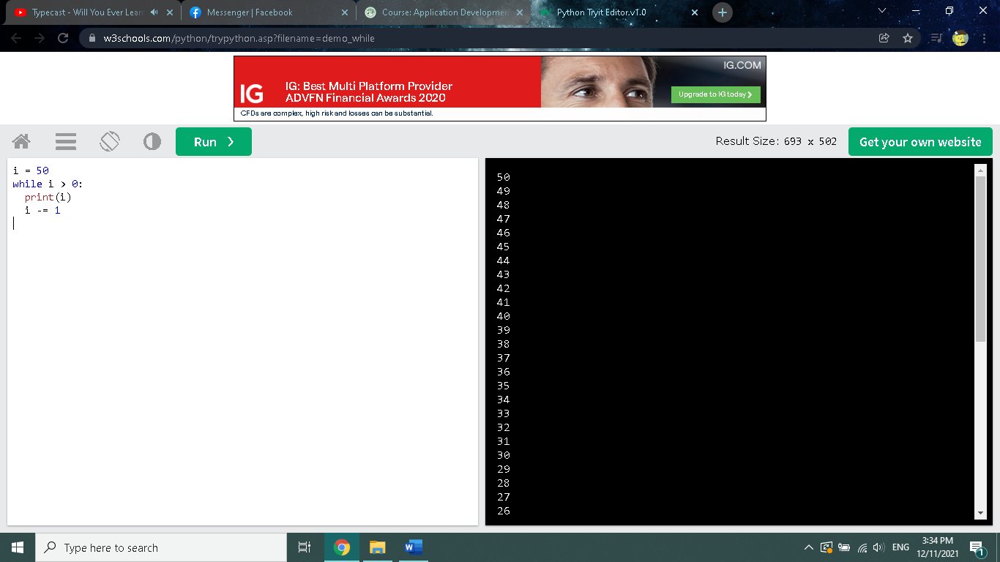 Typecast - Will You Ever Lear
Messenger | Facebook
Course: Application Developmen
Python Tryit Editor v1.0
w3schools.com/python/trypython.asp?filename=demo_while
IG
IG: Best Multi Platform Provider
ADVFN Financial Awards 2020
IG.COM
Upgrade to IG today
CFDs are complex, high risk and losses can be substantial.
Run ❯
Result Size: 693 x 502
Get your own website
i = 50
while i > 0:
  print(i)
  i -= 1
50
49
48
47
46
45
44
43
42
41
40
39
38
37
36
35
34
33
32
31
30
29
28
27
26
Type here to search
W
ENG
3:34 PM
12/11/2021
1